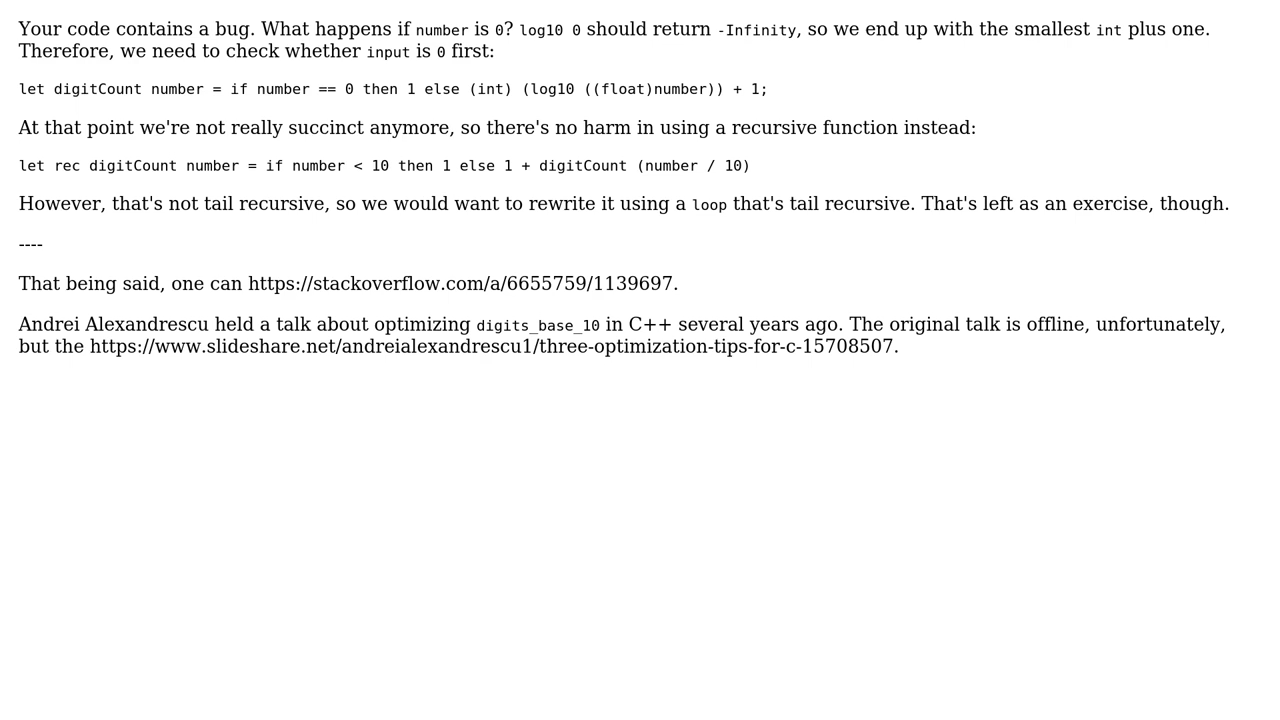 Your code contains a bug. What happens if number is 0? log10 0 should return -Infinity, so we end up with the smallest int plus one.
Therefore, we need to check whether input is 0 first:
let digitCount number = if number == 0 then 1 else (int) (log10 ((float)number)) + 1;
At that point we're not really succinct anymore, so there's no harm in using a recursive function instead:
let rec digitCount number = if number < 10 then 1 else 1 + digitCount (number / 10)
However, that's not tail recursive, so we would want to rewrite it using a loop that's tail recursive. That's left as an exercise, though.
----
That being said, one can https://stackoverflow.com/a/6655759/1139697.
Andrei Alexandrescu held a talk about optimizing digits_base_10 in C++ several years ago. The original talk is offline, unfortunately,
but the https://www.slideshare.net/andreialexandrescu1/three-optimization-tips-for-c-15708507.